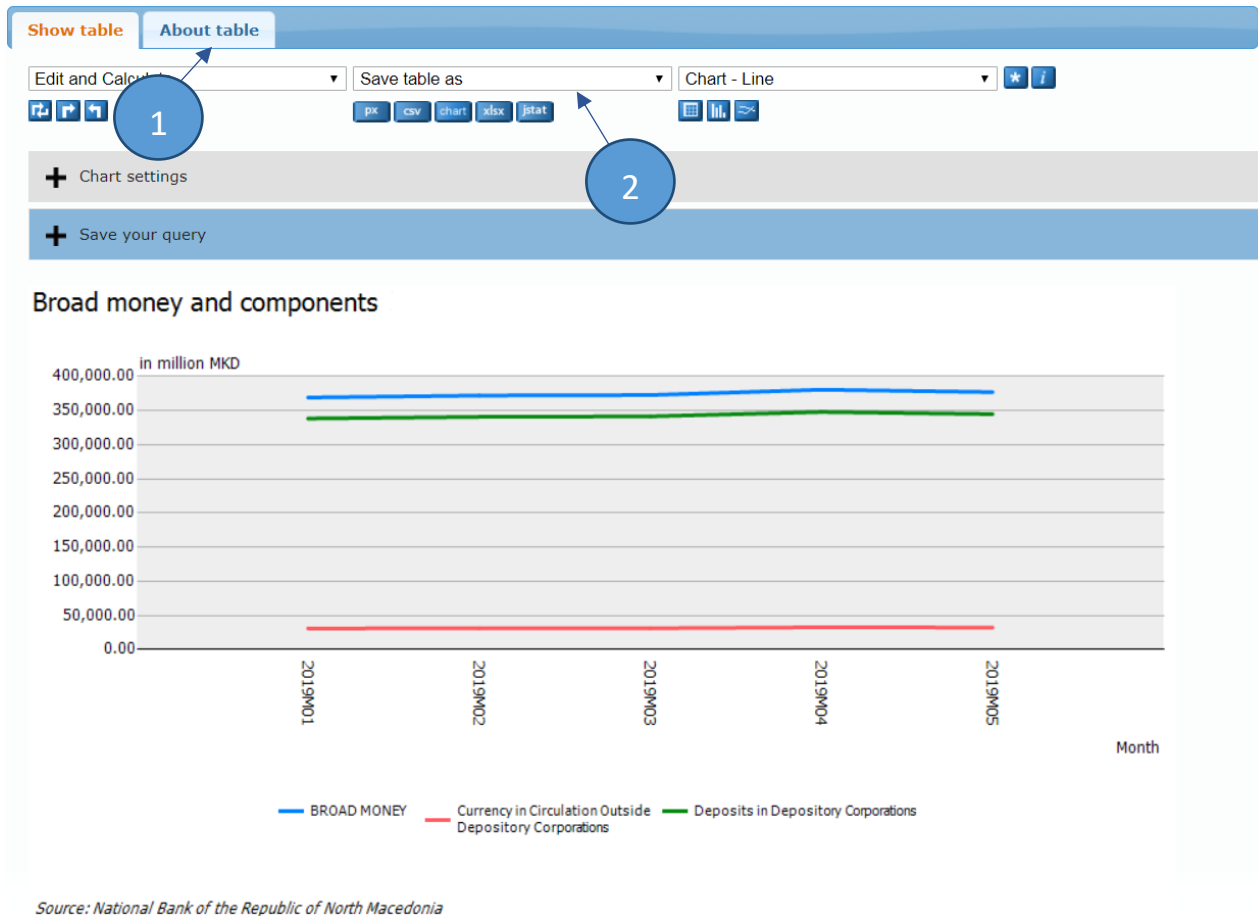 Show table About table
Edit and Calculate Save table as Chart - Line
px csv chart xlsx jstat
1
2
Chart settings
Save your query
Broad money and components
in million MKD
400,000.00
350,000.00
300,000.00
250,000.00
200,000.00
150,000.00
100,000.00
50,000.00
0.00
2019M01 2019M02 2019M03 2019M04 2019M05
Month
BROAD MONEY Currency in Circulation Outside Deposits in Depository Corporations
Depository Corporations
Source: National Bank of the Republic of North Macedonia